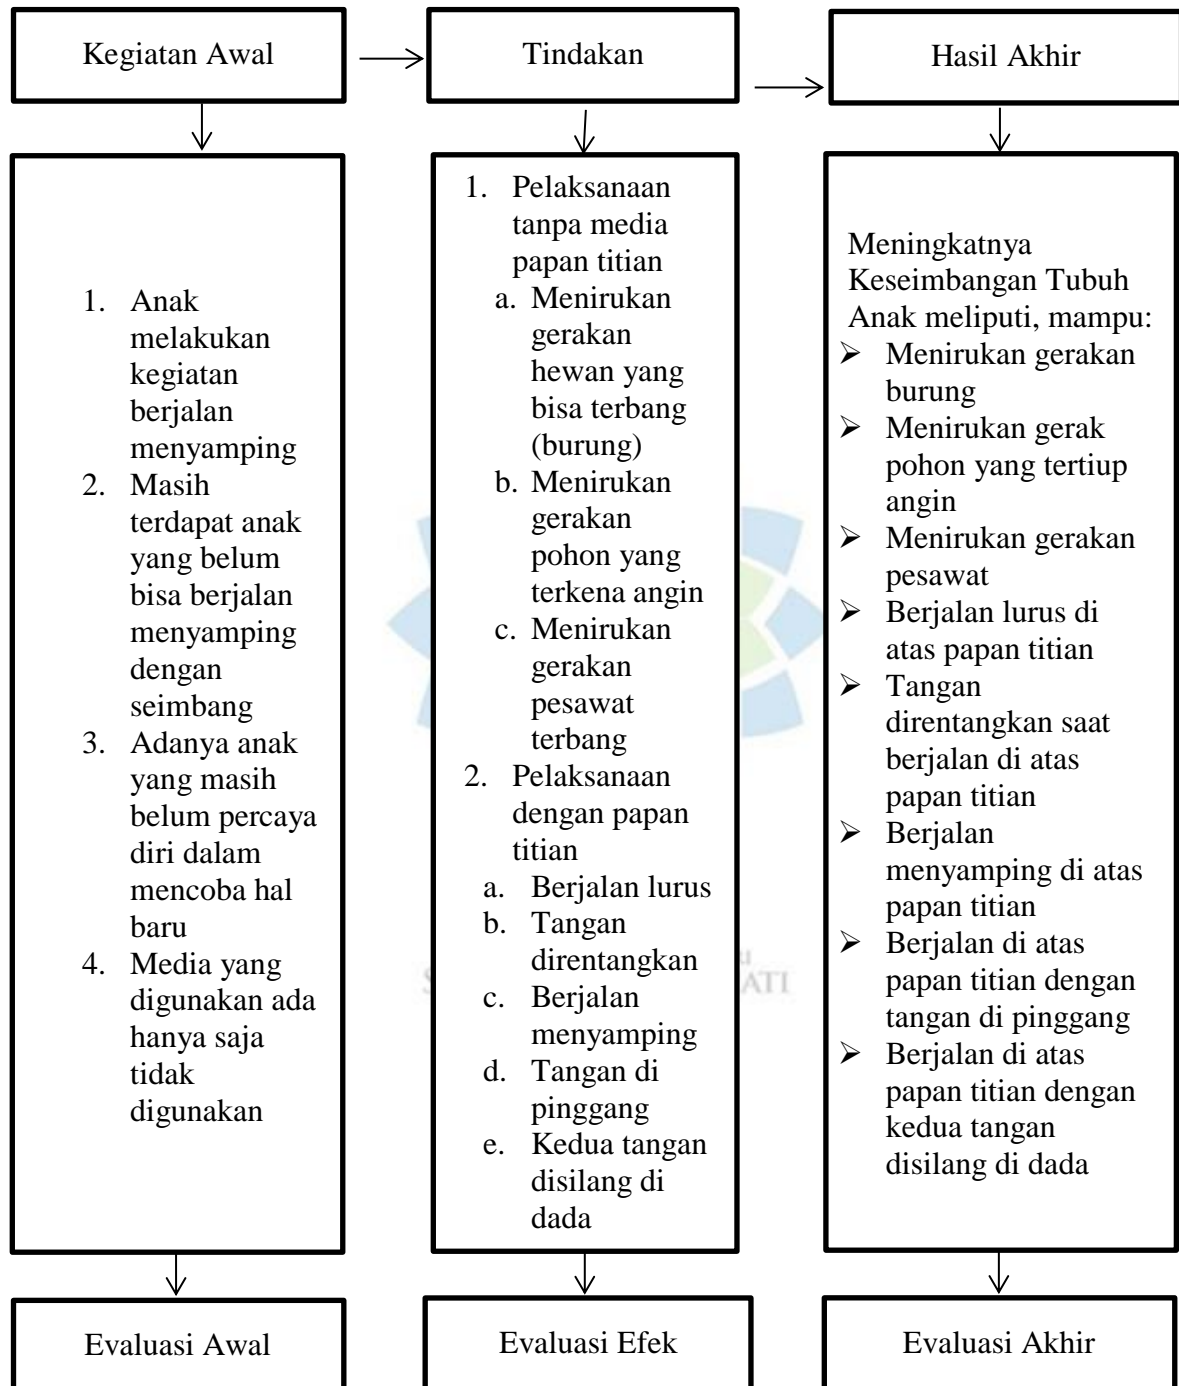 Kegiatan Awal
Tindakan
Hasil Akhir
1. Anak
melakukan
kegiatan
berjalan
menyamping
2. Masih
terdapat anak
yang belum
bisa berjalan
menyamping
dengan
seimbang
3. Adanya anak
yang masih
belum percaya
diri dalam
mencoba hal
baru
4. Media yang
digunakan ada
hanya saja
tidak
digunakan
1. Pelaksanaan
tanpa media
papan titian
a. Menirukan
gerakan
hewan yang
bisa terbang
(burung)
b. Menirukan
gerakan
pohon yang
terkena angin
c. Menirukan
gerakan
pesawat
terbang
2. Pelaksanaan
dengan papan
titian
a. Berjalan lurus
b. Tangan
direntangkan
c. Berjalan
menyamping
d. Tangan di
pinggang
e. Kedua tangan
disilang di
dada
Meningkatnya
Keseimbangan Tubuh
Anak meliputi, mampu:
➢ Menirukan gerakan
burung
➢ Menirukan gerak
pohon yang tertiup
angin
➢ Menirukan gerakan
pesawat
➢ Berjalan lurus di
atas papan titian
➢ Tangan
direntangkan saat
berjalan di atas
papan titian
➢ Berjalan
menyamping di atas
papan titian
➢ Berjalan di atas
papan titian dengan
tangan di pinggang
➢ Berjalan di atas
papan titian dengan
kedua tangan
disilang di dada
Evaluasi Awal
Evaluasi Efek
Evaluasi Akhir